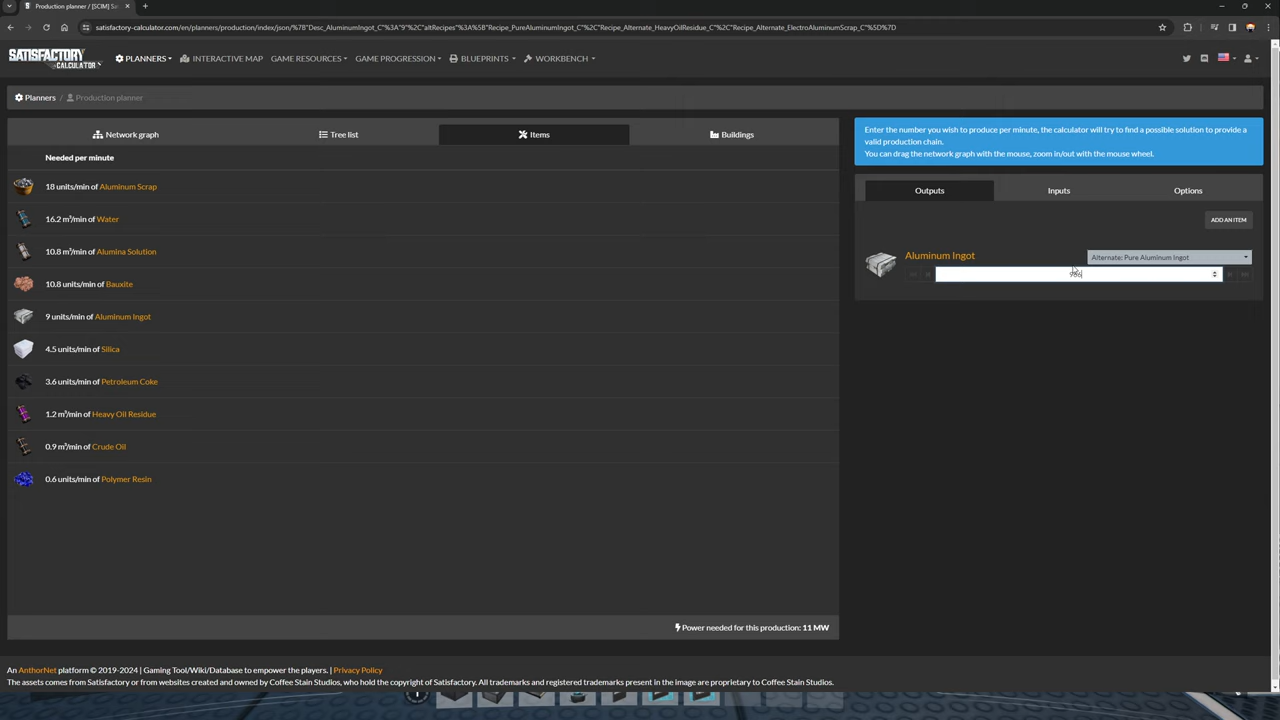 Production planner / [SCIM] Sa
satisfactory-calculator.com/en/planners/production/index/json/%7B"Desc_AluminumIngot_C"%3A"9"%2C"altRecipes"%3A%5B"Recipe_PureAluminumIngot_C"%2C"Recipe_Alternate_HeavyOilResidue_C"%2C"Recipe_Alternate_ElectroAluminumScrap_C"%5D%7D
SATISFACTORY
CALCULATOR
PLANNERS
INTERACTIVE MAP
GAME RESOURCES
GAME PROGRESSION
BLUEPRINTS
WORKBENCH
Planners / Production planner
Network graph
Tree list
Items
Buildings
Needed per minute
18 units/min of Aluminum Scrap
16.2 m³/min of Water
10.8 m³/min of Alumina Solution
10.8 units/min of Bauxite
9 units/min of Aluminum Ingot
4.5 units/min of Silica
3.6 units/min of Petroleum Coke
1.2 m³/min of Heavy Oil Residue
0.9 m³/min of Crude Oil
0.6 units/min of Polymer Resin
Power needed for this production: 11 MW
Enter the number you wish to produce per minute, the calculator will try to find a possible solution to provide a
valid production chain.
You can drag the network graph with the mouse, zoom in/out with the mouse wheel.
Outputs
Inputs
Options
ADD AN ITEM
Aluminum Ingot
Alternate: Pure Aluminum Ingot
An AnthorNet platform © 2019-2024 | Gaming Tool/Wiki/Database to empower the players. | Privacy Policy
The assets comes from Satisfactory or from websites created and owned by Coffee Stain Studios, who hold the copyright of Satisfactory. All trademarks and registered trademarks present in the image are proprietary to Coffee Stain Studios.